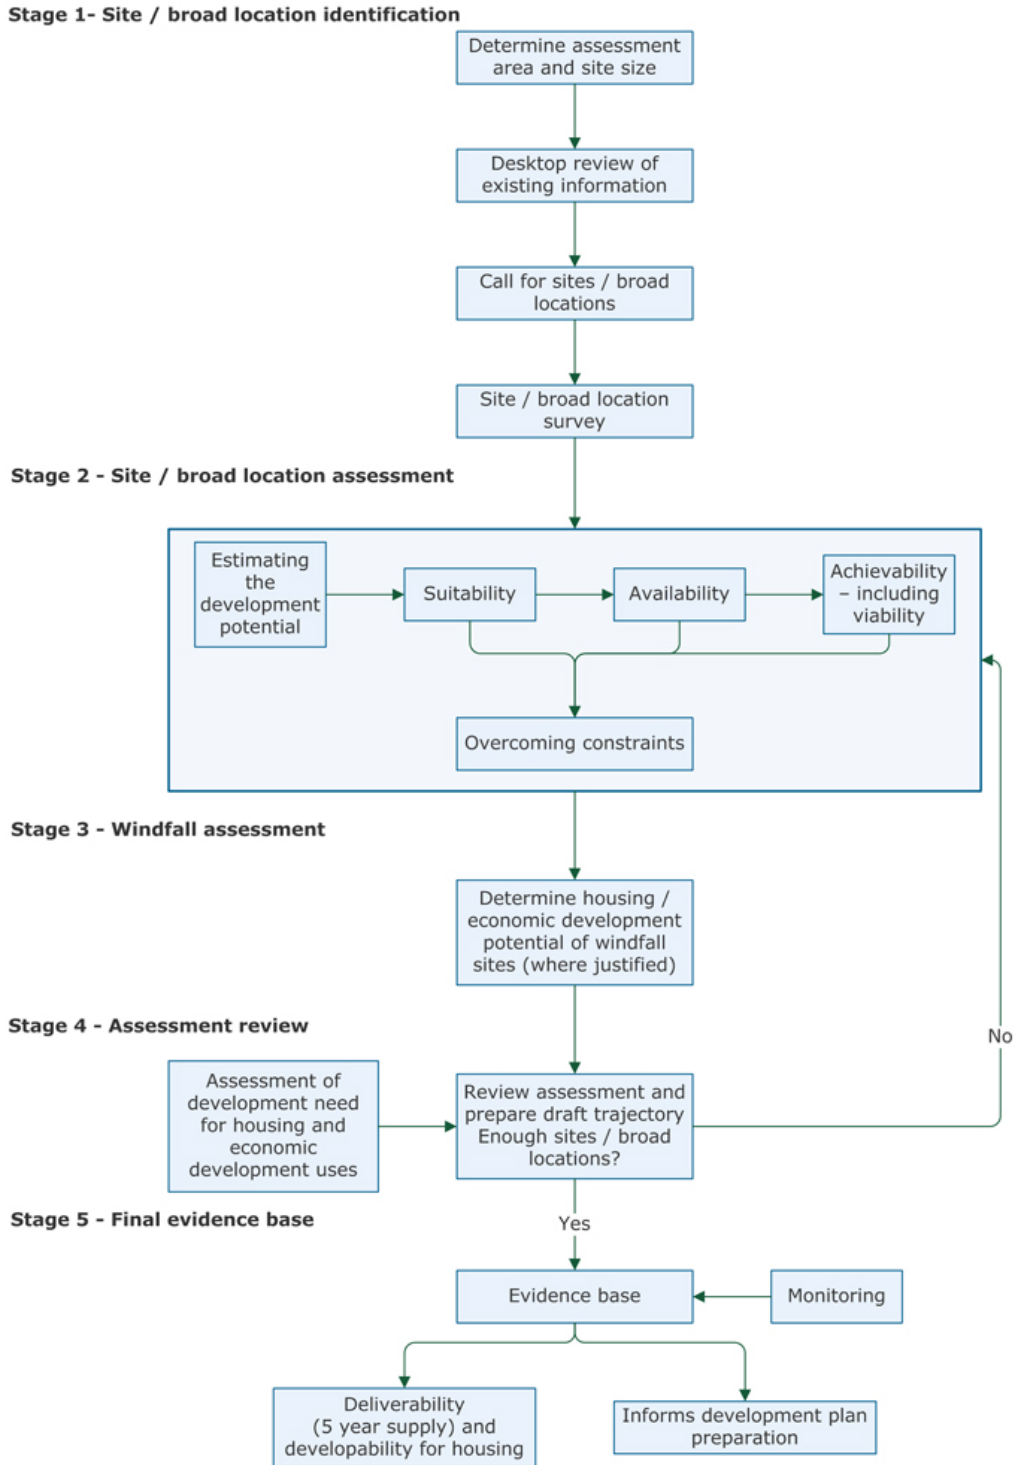 Stage 1- Site / broad location identification
Determine assessment
area and site size
Desktop review of
existing information
Call for sites / broad
locations
Site / broad location
survey
Stage 2 - Site / broad location assessment
Estimating
the
development
potential
Suitability
Availability
Achievability
– including
viability
Overcoming constraints
Stage 3 - Windfall assessment
Determine housing /
economic development
potential of windfall
sites (where justified)
Stage 4 - Assessment review
No
Assessment of
development need
for housing and
economic
development uses
Review assessment and
prepare draft trajectory
Enough sites / broad
locations?
Stage 5 - Final evidence base
Yes
Evidence base
Monitoring
Deliverability
(5 year supply) and
developability for housing
Informs development plan
preparation